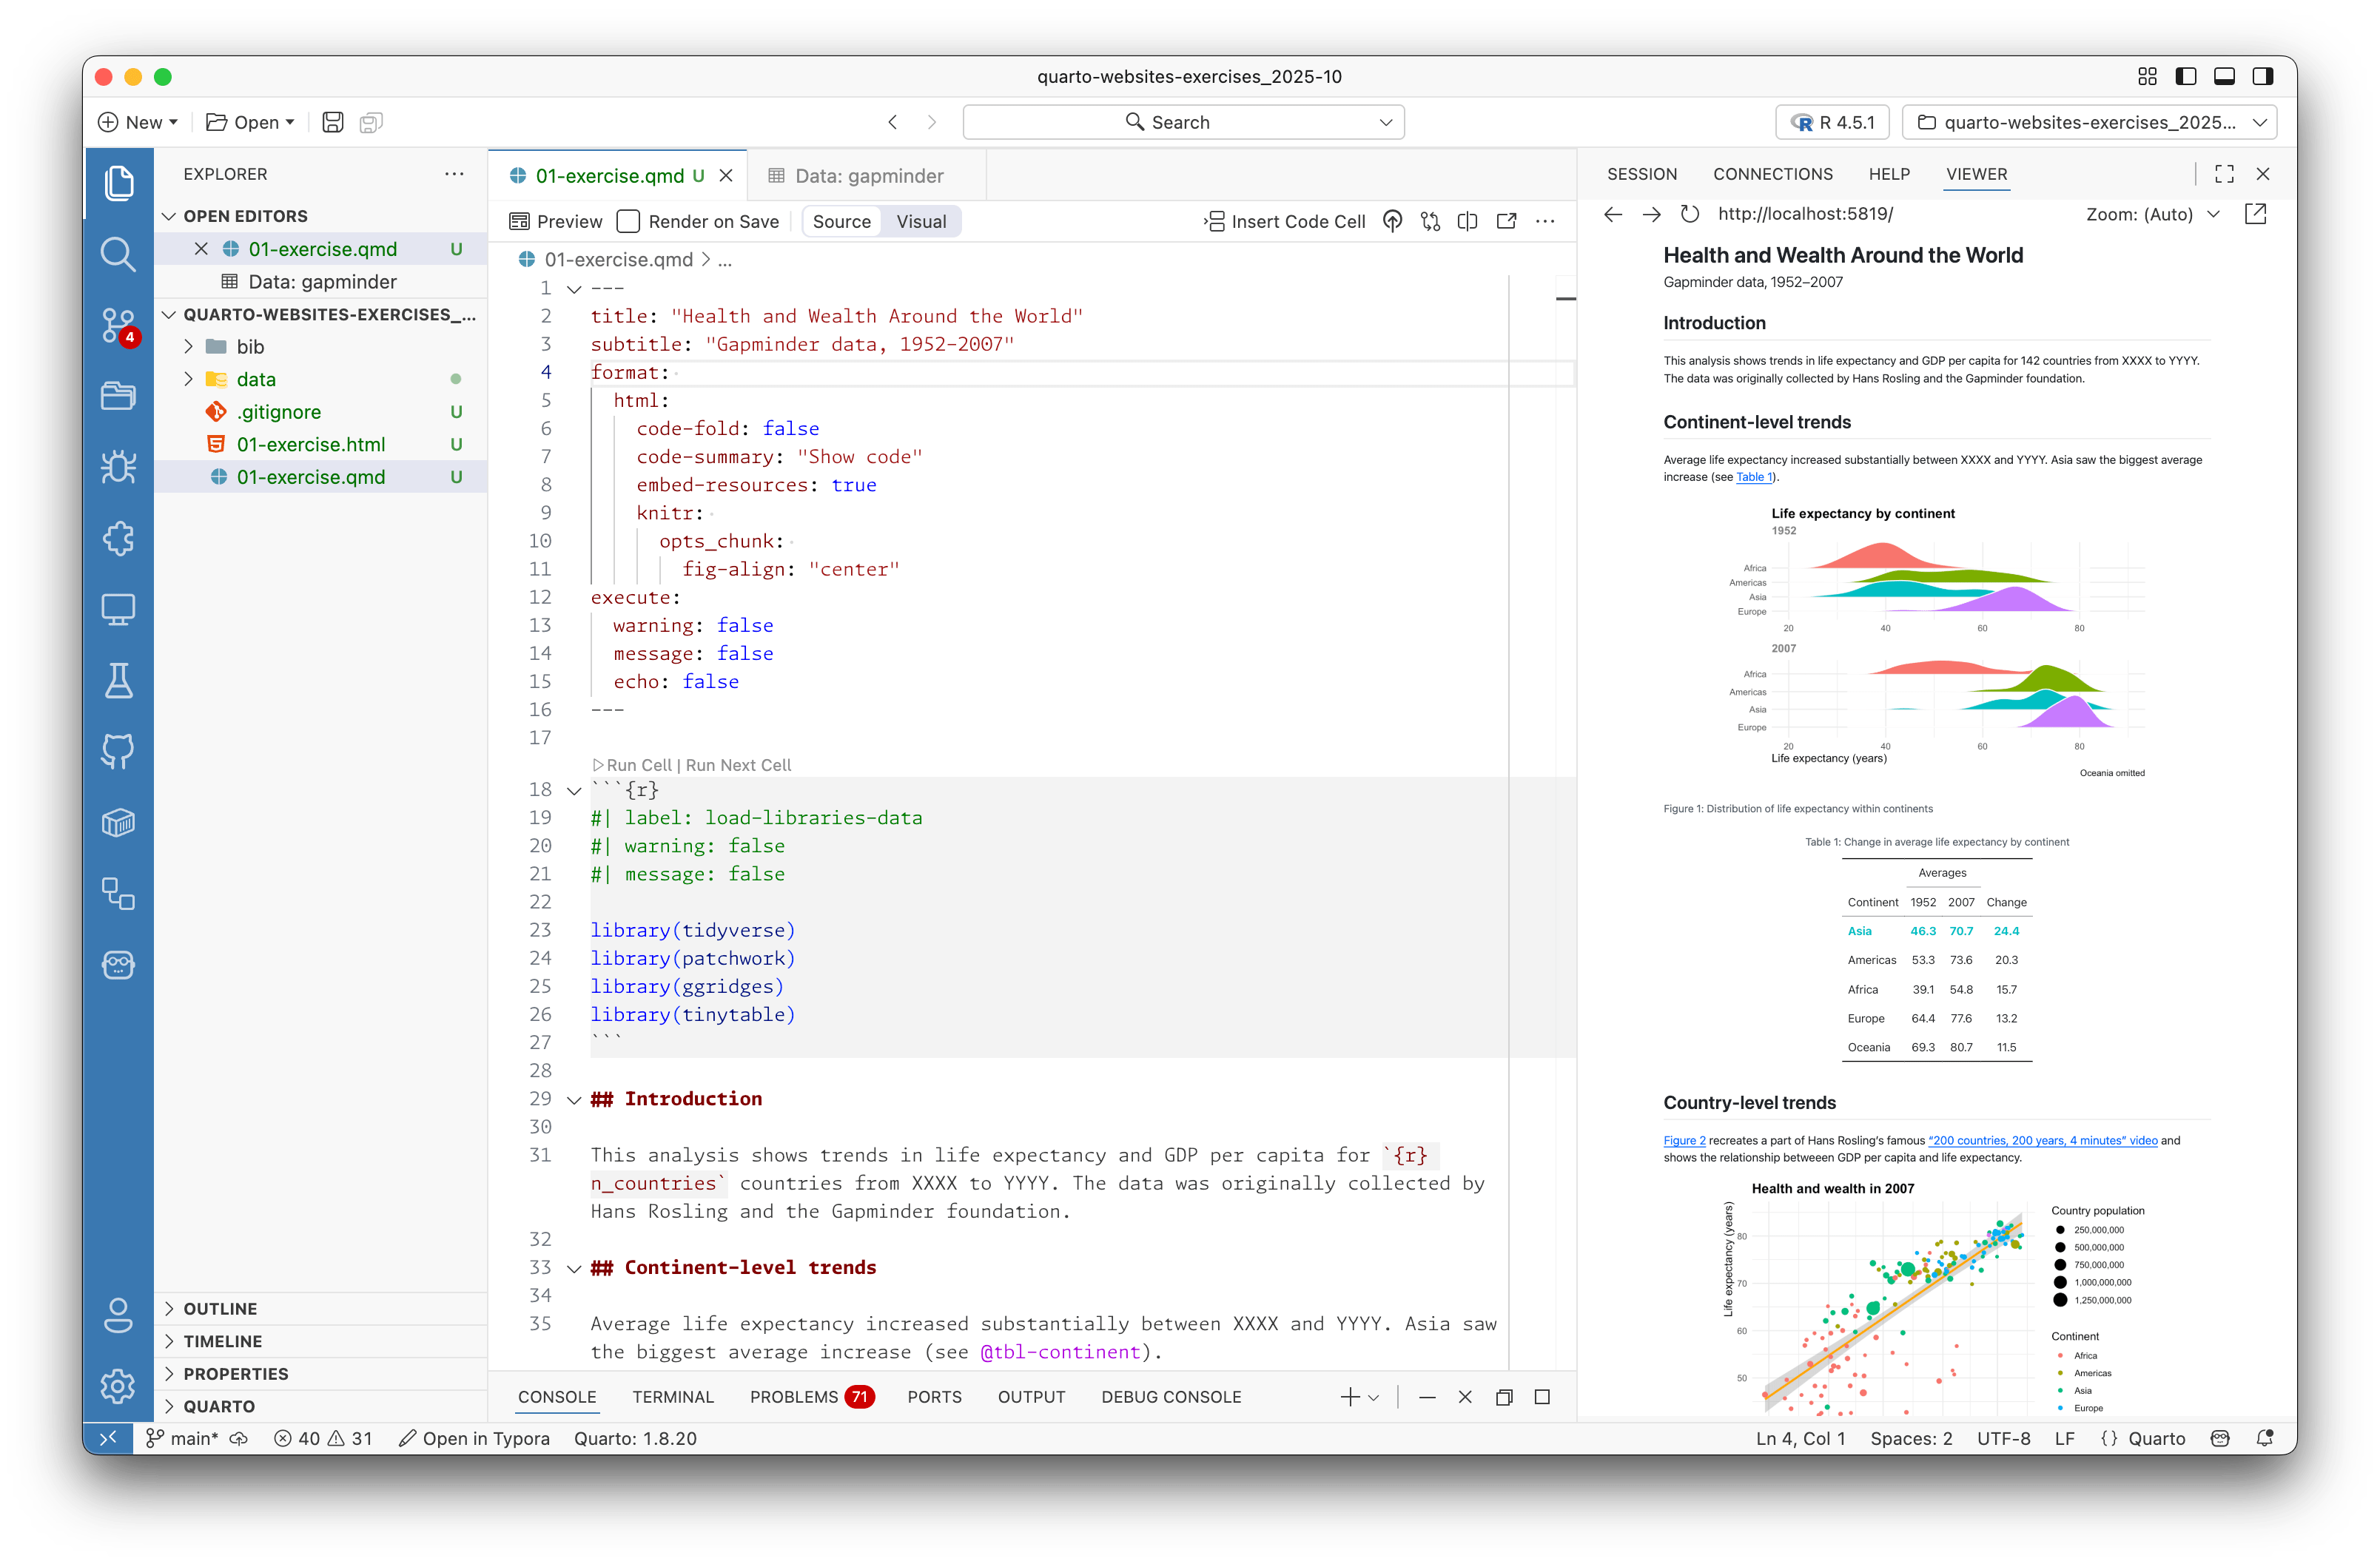 quarto-websites-exercises_2025-10
New
Open
Search
R 4.5.1
quarto-websites-exercises_2025...
EXPLORER
OPEN EDITORS
01-exercise.qmd U
Data: gapminder
QUARTO-WEBSITES-EXERCISES_...
bib
data
.gitignore U
01-exercise.html U
01-exercise.qmd U
OUTLINE
TIMELINE
PROPERTIES
QUARTO
4
01-exercise.qmd U
Data: gapminder
Preview Render on Save Source Visual Insert Code Cell
01-exercise.qmd > ...
1 ---
2 title: "Health and Wealth Around the World"
3 subtitle: "Gapminder data, 1952–2007"
4 format:
5 html:
6 code-fold: false
7 code-summary: "Show code"
8 embed-resources: true
9 knitr:
10 opts_chunk:
11 fig-align: "center"
12 execute:
13 warning: false
14 message: false
15 echo: false
16 ---
17
Run Cell | Run Next Cell
18 ```{r}
19 #| label: load-libraries-data
20 #| warning: false
21 #| message: false
22
23 library(tidyverse)
24 library(patchwork)
25 library(ggridges)
26 library(tinytable)
27 ```
28
29 ## Introduction
30
31 This analysis shows trends in life expectancy and GDP per capita for `{r}
n_countries` countries from XXXX to YYYY. The data was originally collected by
Hans Rosling and the Gapminder foundation.
32
33 ## Continent-level trends
34
35 Average life expectancy increased substantially between XXXX and YYYY. Asia saw
the biggest average increase (see @tbl-continent).
CONSOLE TERMINAL PROBLEMS 71 PORTS OUTPUT DEBUG CONSOLE
SESSION CONNECTIONS HELP VIEWER
http://localhost:5819/ Zoom: (Auto)
Health and Wealth Around the World
Gapminder data, 1952–2007
Introduction
This analysis shows trends in life expectancy and GDP per capita for 142 countries from XXXX to YYYY.
The data was originally collected by Hans Rosling and the Gapminder foundation.
Continent-level trends
Average life expectancy increased substantially between XXXX and YYYY. Asia saw the biggest average
increase (see Table 1).
Life expectancy by continent
1952
Africa
Americas
Asia
Europe
20 40 60 80
2007
Africa
Americas
Asia
Europe
20 40 60 80
Life expectancy (years)
Oceania omitted
Figure 1: Distribution of life expectancy within continents
Table 1: Change in average life expectancy by continent
Averages
Continent 1952 2007 Change
Asia 46.3 70.7 24.4
Americas 53.3 73.6 20.3
Africa 39.1 54.8 15.7
Europe 64.4 77.6 13.2
Oceania 69.3 80.7 11.5
Country-level trends
Figure 2 recreates a part of Hans Rosling's famous "200 countries, 200 years, 4 minutes" video and
shows the relationship betweeen GDP per capita and life expectancy.
Health and wealth in 2007
Life expectancy (years)
80
70
60
50
Country population
250,000,000
500,000,000
750,000,000
1,000,000,000
1,250,000,000
Continent
Africa
Americas
Asia
Europe
main* 40 31 Open in Typora Quarto: 1.8.20
Ln 4, Col 1 Spaces: 2 UTF-8 LF {} Quarto